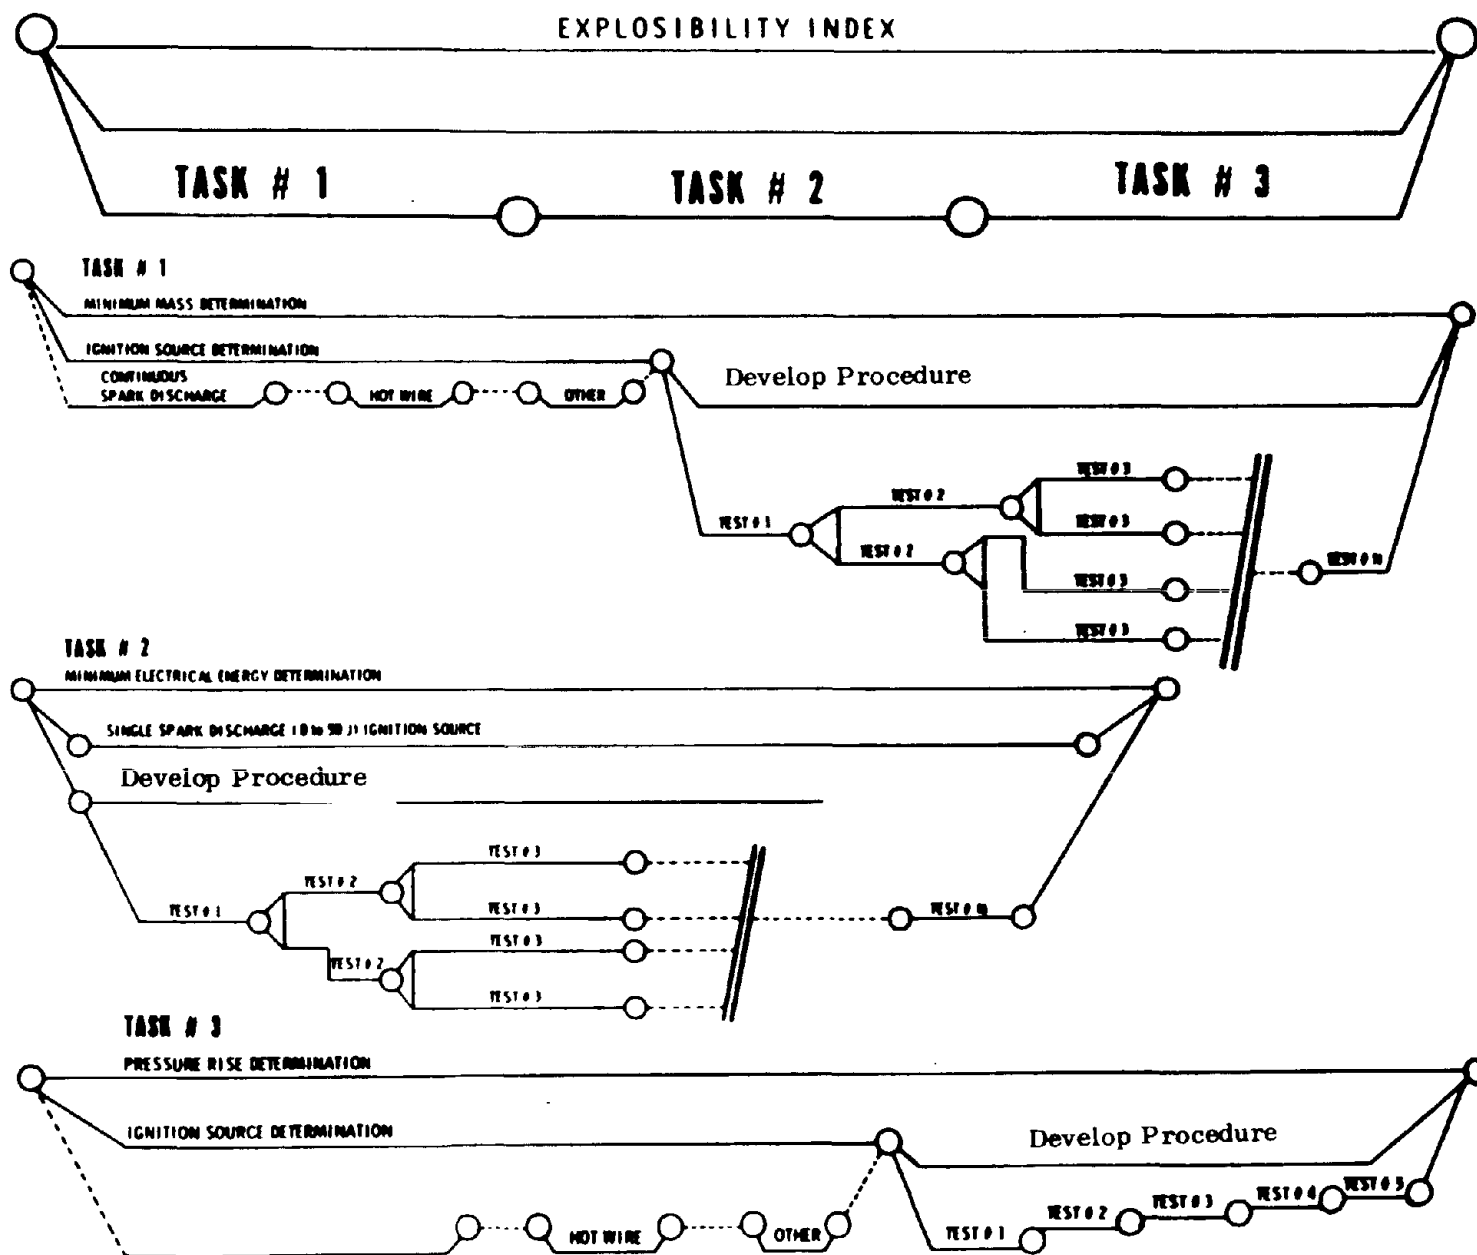 EXPLOSIBILITY INDEX
TASK # 1
TASK # 2
TASK # 3
TASK # 1
MINIMUM MASS DETERMINATION
IGNITION SOURCE DETERMINATION
CONTINUOUS
SPARK DISCHARGE
HOT WIRE
OTHER
Develop Procedure
TEST # 3
TEST # 2
TEST # 3
TEST # 1
TEST # 2
TEST # N
TEST # 3
TEST # 3
TASK # 2
MINIMUM ELECTRICAL ENERGY DETERMINATION
SINGLE SPARK DISCHARGE (0 to 50 J) IGNITION SOURCE
Develop Procedure
TEST # 3
TEST # 2
TEST # 3
TEST # 1
TEST #
TEST # 3
TEST # 2
TEST # 3
TASK # 3
PRESSURE RISE DETERMINATION
IGNITION SOURCE DETERMINATION
Develop Procedure
HOT WIRE
OTHER
TEST # 1
TEST # 2
TEST # 3
TEST # 4
TEST # 5